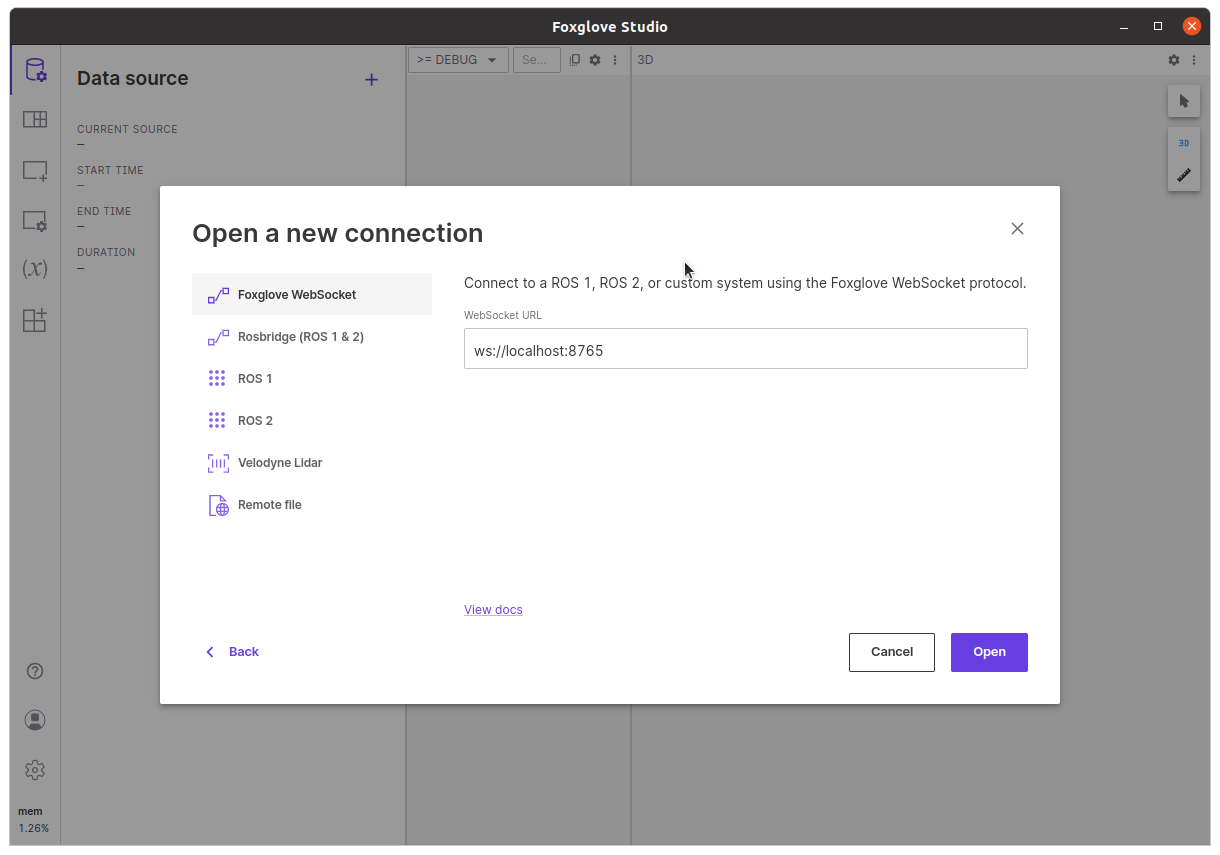 Foxglove Studio
Data source
>= DEBUG
Se...
3D
CURRENT SOURCE
–
START TIME
–
END TIME
–
DURATION
–
3D
Open a new connection
Foxglove WebSocket
Rosbridge (ROS 1 & 2)
ROS 1
ROS 2
Velodyne Lidar
Remote file
Connect to a ROS 1, ROS 2, or custom system using the Foxglove WebSocket protocol.
WebSocket URL
ws://localhost:8765
View docs
Back
Cancel
Open
(x)
mem
1.26%